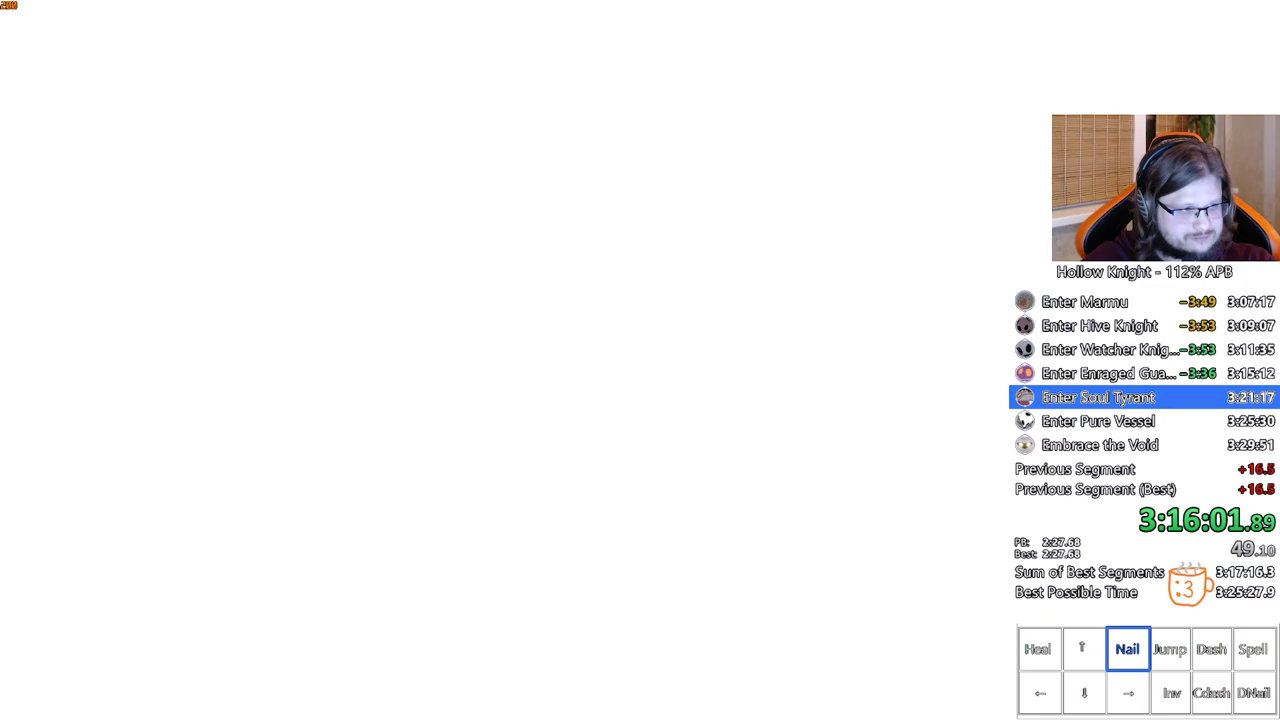 200
Hollow Knight - 112% APB
Enter Marmu -3:49 3:07:17
Enter Hive Knight -3:53 3:09:07
Enter Watcher Knig... -3:53 3:11:35
Enter Enraged Gua... -3:36 3:15:12
Enter Soul Tyrant 3:21:17
Enter Pure Vessel 3:25:30
Embrace the Void 3:29:51
Previous Segment +16.5
Previous Segment (Best) +16.5
3:16:01.89
PB: 2:27.68 49.10
Best: 2:27.68
Sum of Best Segments 3:17:16.3
:3
Best Possible Time 3:25:27.9
Heal ↑ Nail Jump Dash Spell
← ↓ → Inv Cdash DNail